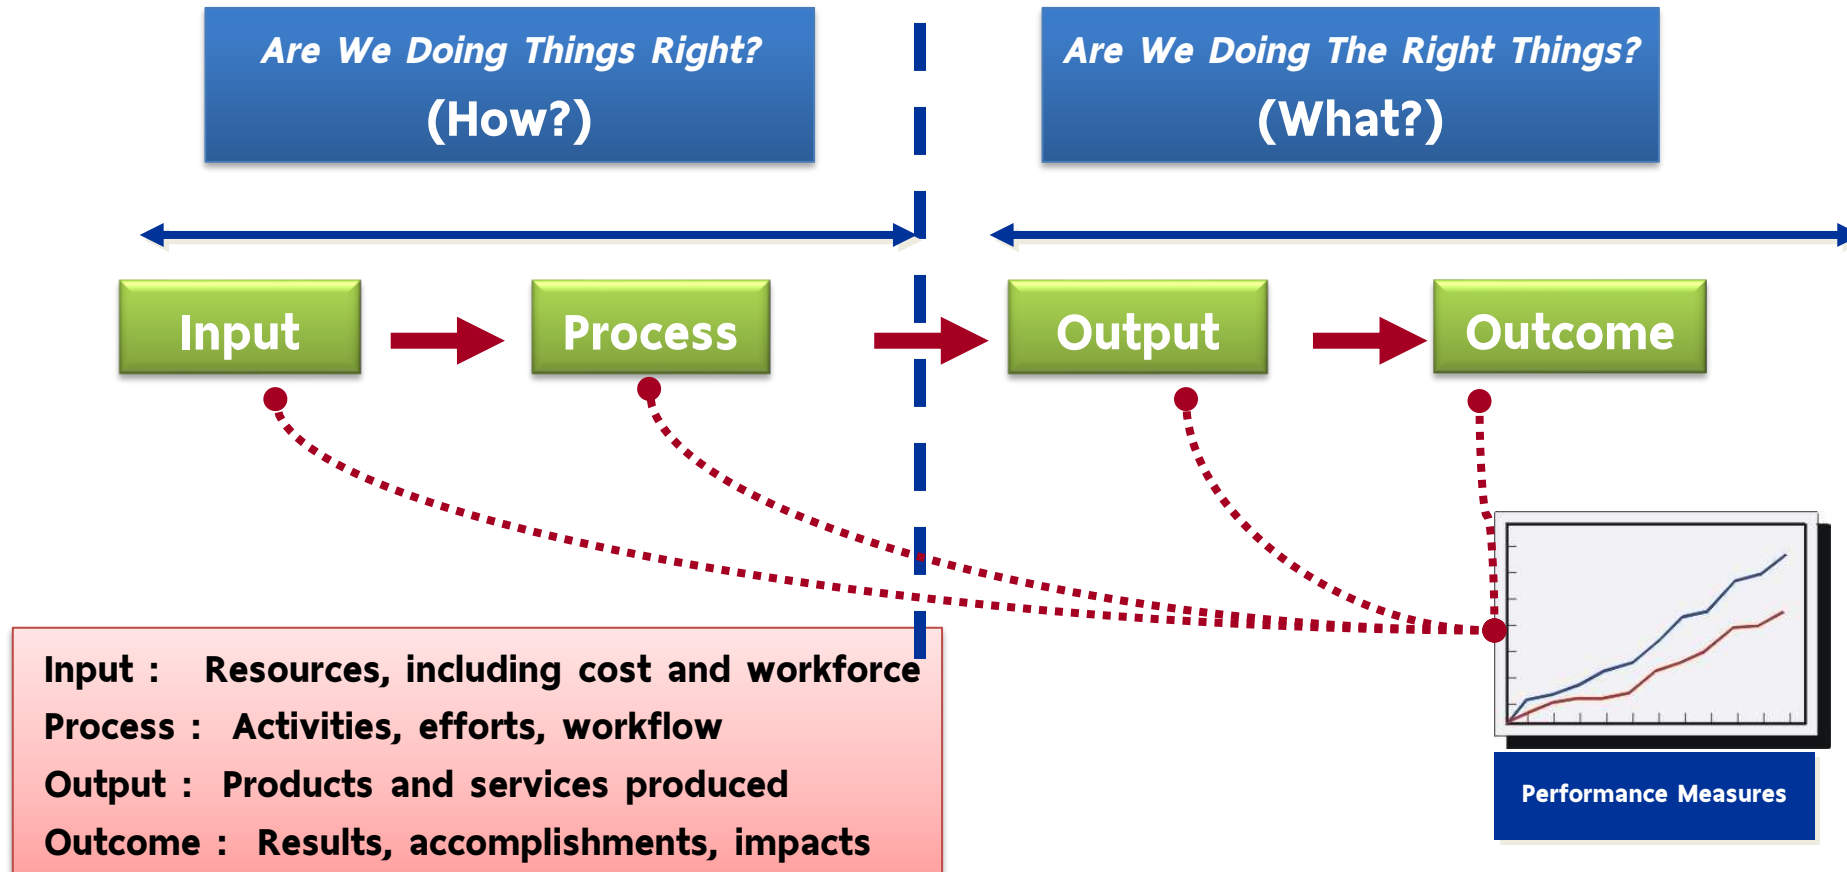 Are We Doing Things Right?
(How?)
Are We Doing The Right Things?
(What?)
Input
Process
Output
Outcome
Input : Resources, including cost and workforce
Process : Activities, efforts, workflow
Output : Products and services produced
Outcome : Results, accomplishments, impacts
Performance Measures